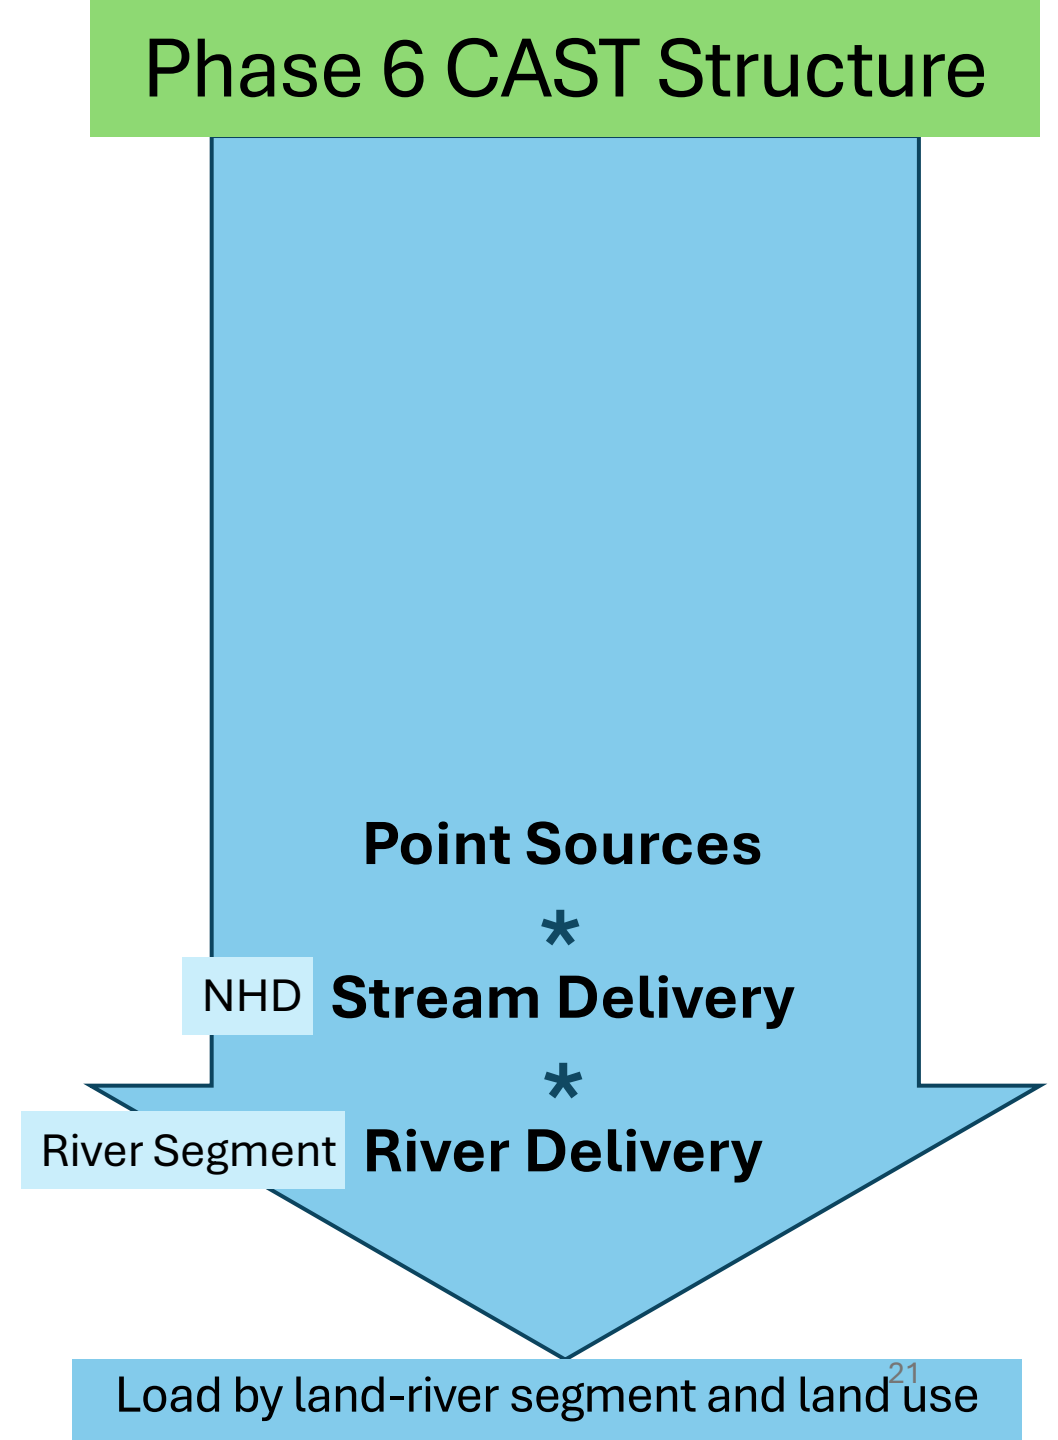 Phase 6 CAST Structure
Point Sources
*
NHD Stream Delivery
*
River Segment River Delivery
21
Load by land-river segment and land use